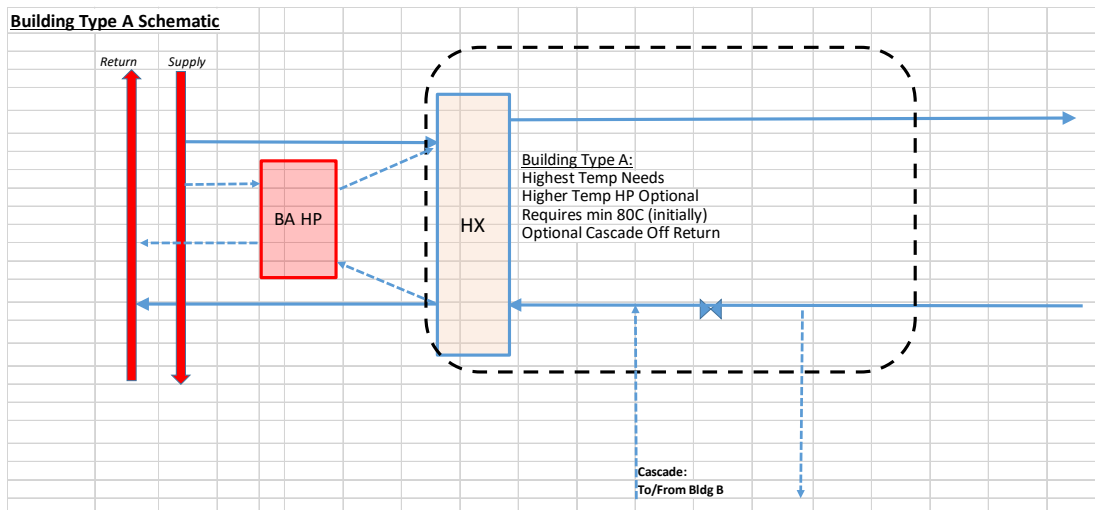 Building Type A Schematic
Return
Supply
BA HP
HX
Building Type A:
Highest Temp Needs
Higher Temp HP Optional
Requires min 80C (initially)
Optional Cascade Off Return
Cascade:
To/From Bldg B